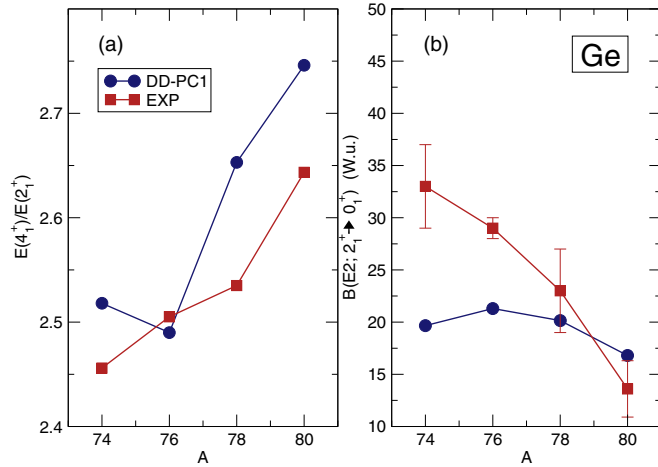 (a)
DD-PC1
EXP
2.7
2.6
2.5
2.4
E(4₁⁺)/E(2₁⁺)
74 76 78 80
A
(b)
Ge
50
45
40
35
30
25
20
15
10
B(E2; 2₁⁺→ 0₁⁺) (W.u.)
74 76 78 80
A